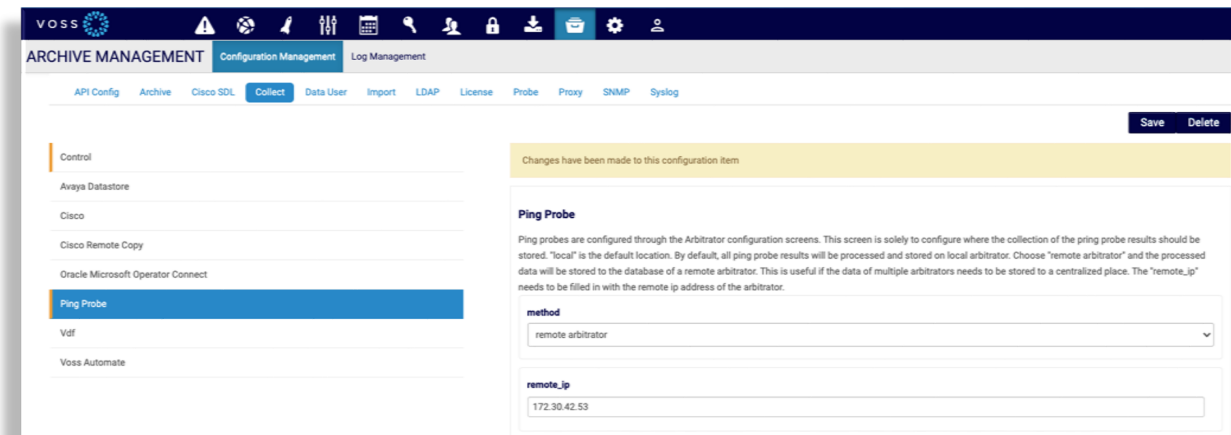 VOSS
ARCHIVE MANAGEMENT Configuration Management Log Management
API Config Archive Cisco SDL Collect Data User Import LDAP License Probe Proxy SNMP Syslog
Save Delete
Control
Avaya Datastore
Cisco
Cisco Remote Copy
Oracle Microsoft Operator Connect
Ping Probe
Vdf
Voss Automate
Changes have been made to this configuration item
Ping Probe
Ping probes are configured through the Arbitrator configuration screens. This screen is solely to configure where the collection of the pring probe results should be
stored. "local" is the default location. By default, all ping probe results will be processed and stored on local arbitrator. Choose "remote arbitrator" and the processed
data will be stored to the database of a remote arbitrator. This is useful if the data of multiple arbitrators needs to be stored to a centralized place. The "remote_ip"
needs to be filled in with the remote ip address of the arbitrator.
method
remote arbitrator
remote_ip
172.30.42.53